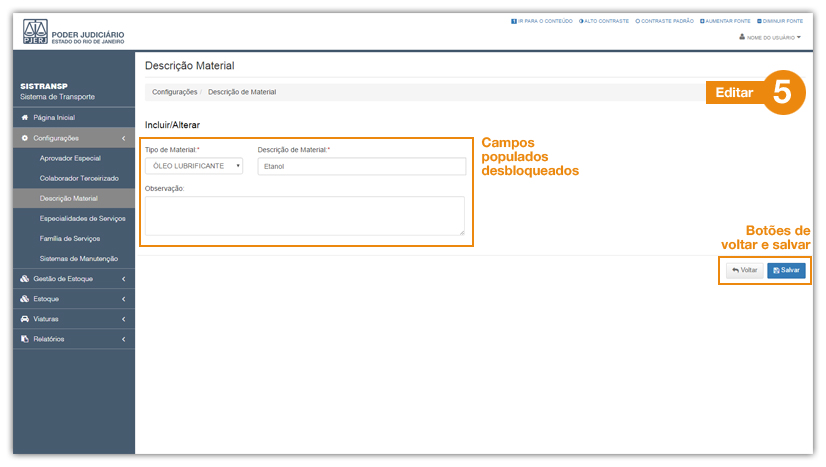 IR PARA O CONTEÚDO ALTO CONTRASTE CONTRASTE PADRÃO AUMENTAR FONTE DIMINUIR FONTE
PJERJ
PODER JUDICIÁRIO
ESTADO DO RIO DE JANEIRO
NOME DO USUÁRIO
SISTRANSP
Sistema de Transporte
Página Inicial
Configurações
Aprovador Especial
Colaborador Terceirizado
Descrição Material
Especialidades de Serviços
Família de Serviços
Sistemas de Manutenção
Gestão de Estoque
Estoque
Viaturas
Relatórios
Descrição Material
Configurações / Descrição de Material
Editar 5
Incluir/Alterar
Tipo de Material:* Descrição de Material:*
ÓLEO LUBRIFICANTE Etanol
Observação:
Campos
populados
desbloqueados
Botões de
voltar e salvar
Voltar Salvar